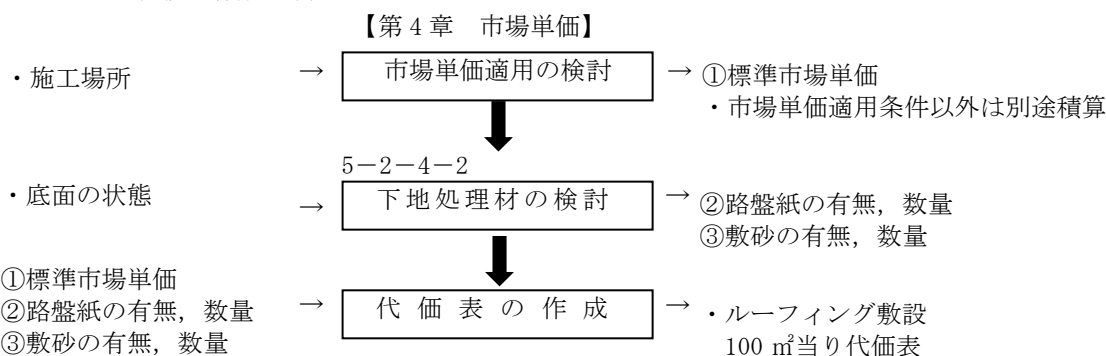 【第4章　市場単価】
・施工場所
→
市場単価適用の検討
→ ①標準市場単価
・市場単価適用条件以外は別途積算
5－2－4－2
・底面の状態
→
下地処理材の検討
→ ②路盤紙の有無，数量
③敷砂の有無，数量
①標準市場単価
②路盤紙の有無，数量
③敷砂の有無，数量
→
代価表の作成
→ ・ルーフィング敷設
100 ㎡当り代価表